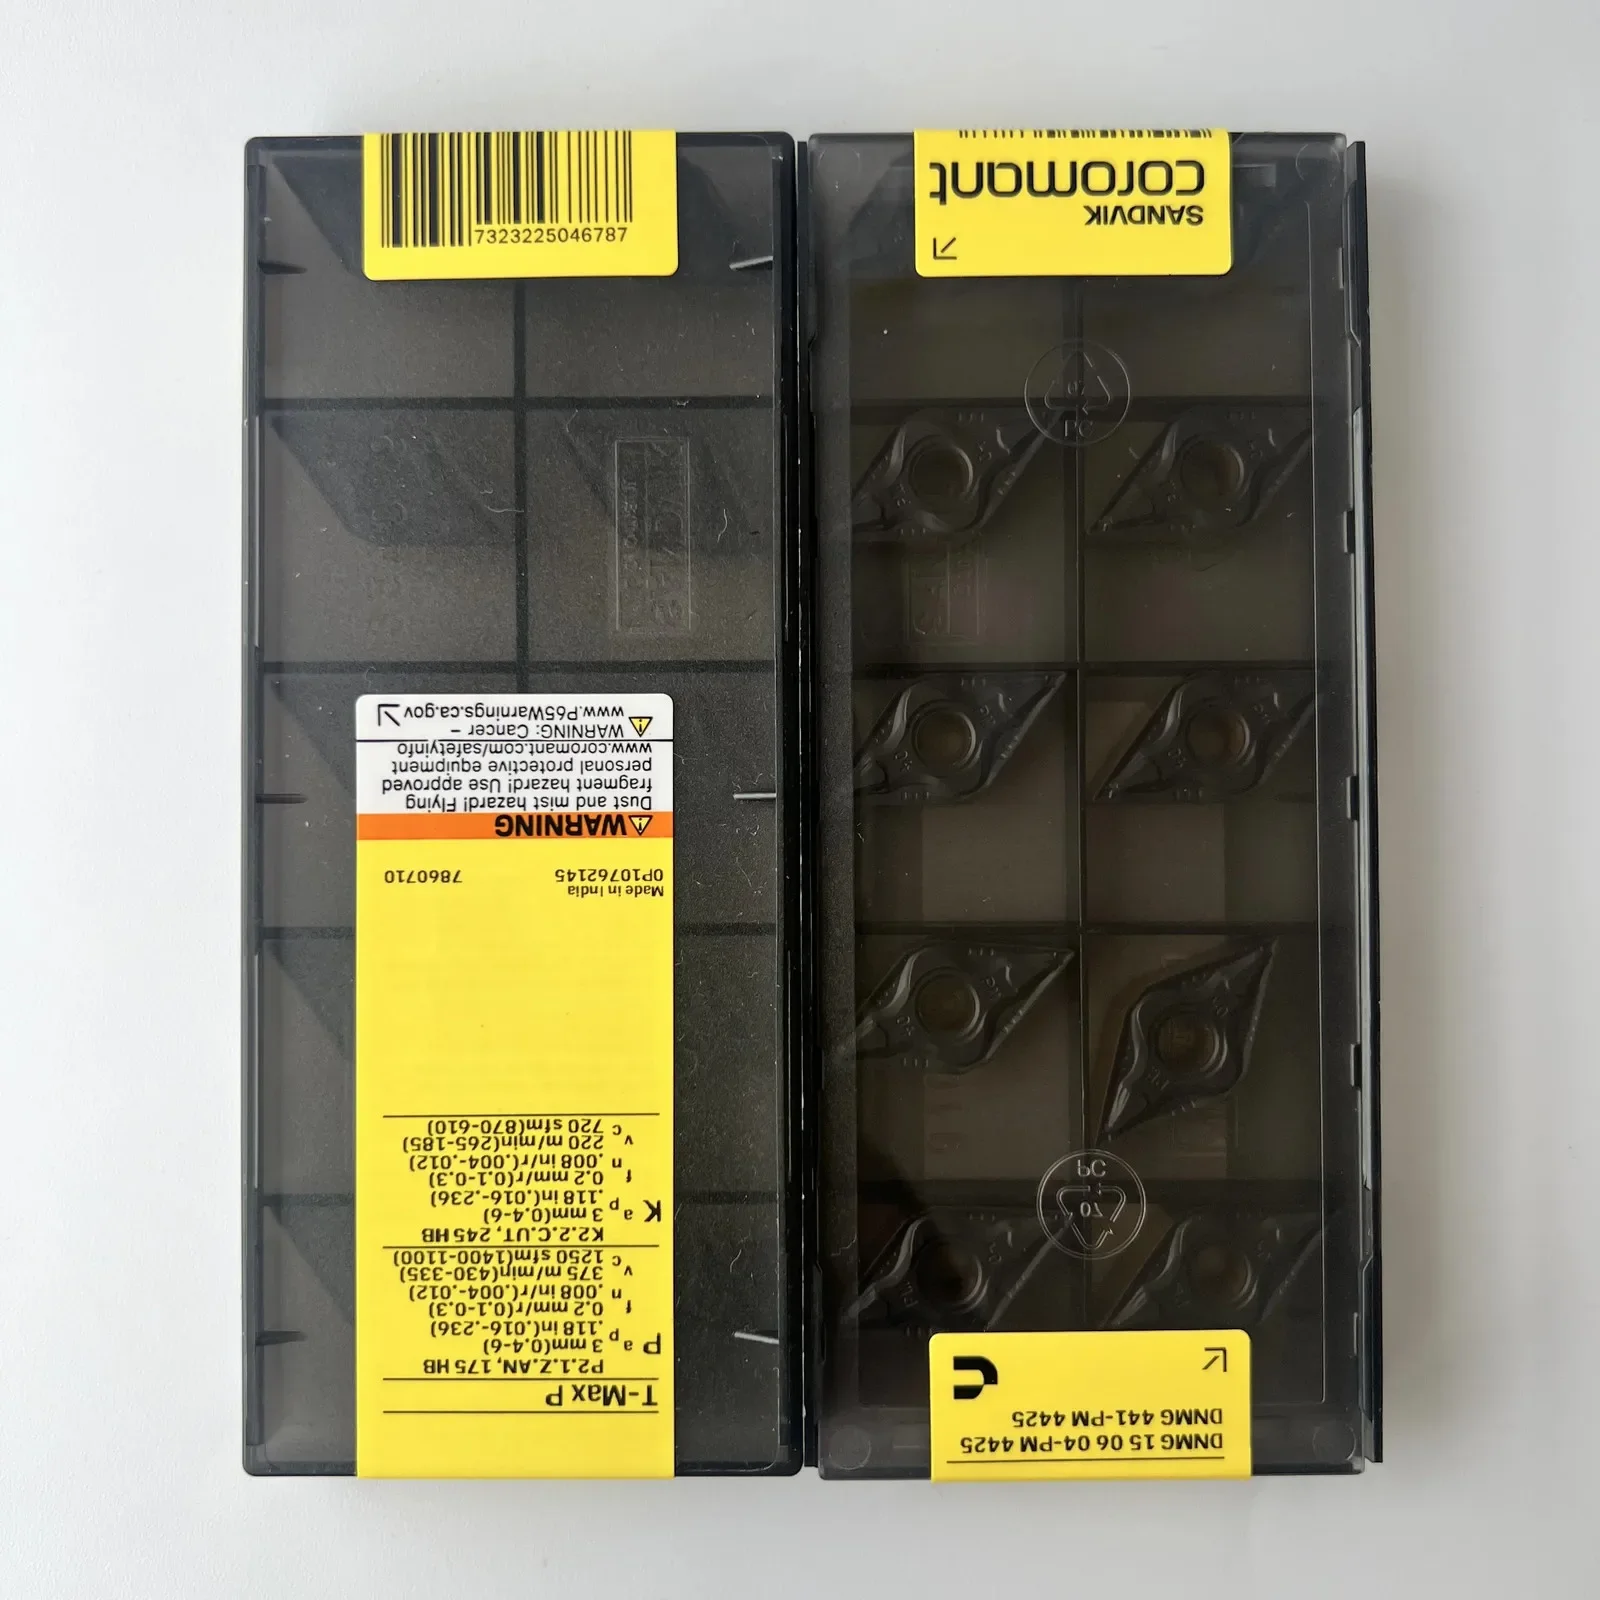 7323225046787
SANDVIK
coromant
PC
WARNING
Dust and mist hazard! Flying
fragment hazard! Use approved
personal protective equipment
www.coromant.com/safetyinfo
WARNING: Cancer –
www.P65Warnings.ca.gov
Made in India
0P10762145 7860710
T-Max P
P2.1.Z.AN, 175 HB
P ap 3 mm(0.4-6)
.118 in(.016-.236)
fn 0.2 mm/r(0.1-0.3)
.008 in/r(.004-.012)
vc 375 m/min(430-335)
1250 sfm(1400-1100)
K2.2.C.UT, 245 HB
K ap 3 mm(0.4-6)
.118 in(.016-.236)
fn 0.2 mm/r(0.1-0.3)
.008 in/r(.004-.012)
vc 220 m/min(265-185)
720 sfm(870-610)
07
PC
DNMG 15 06 04-PM 4425
DNMG 441-PM 4425